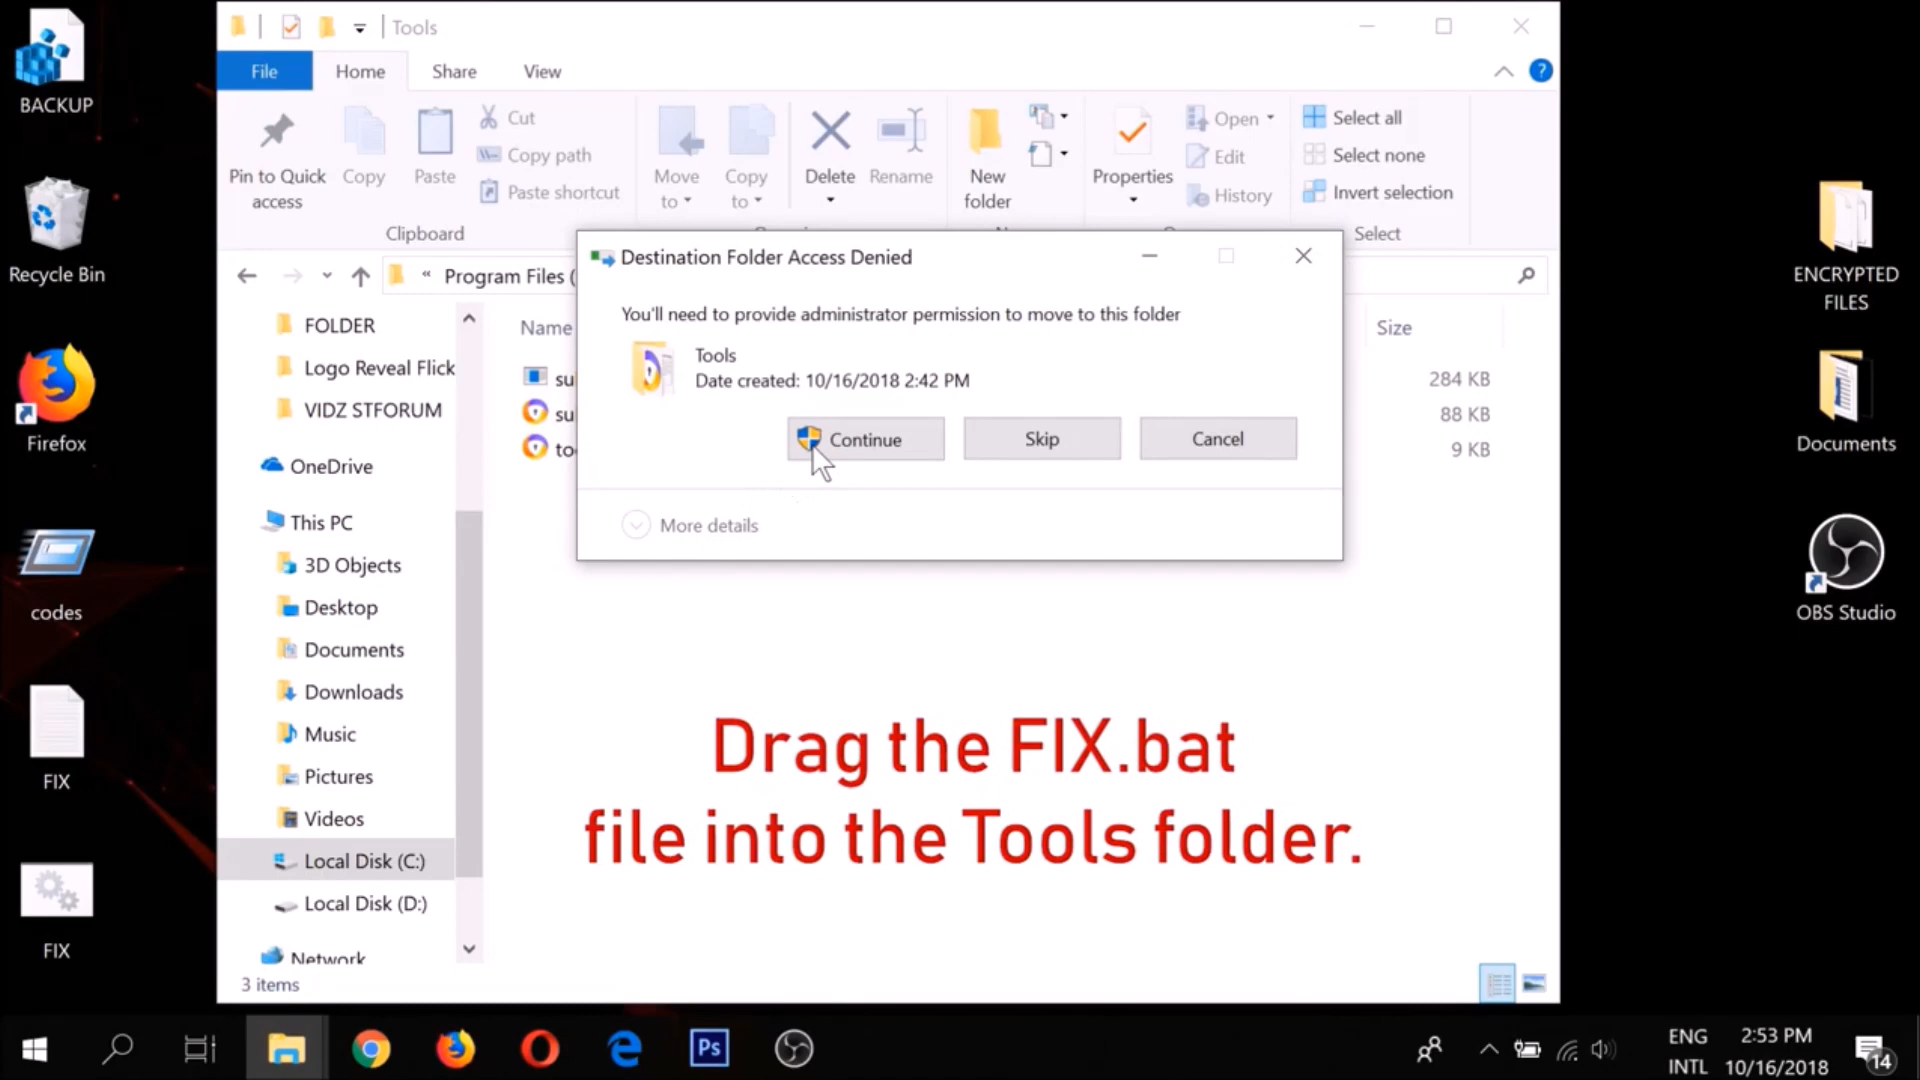 Tools
File
Home
Share
View
Pin to Quick
access
Copy
Paste
Cut
Copy path
Paste shortcut
Clipboard
Move
to
Copy
to
Delete
Rename
New
folder
Properties
Open
Edit
History
Select all
Select none
Invert selection
Select
« Program Files (
Name
Size
su
284 KB
su
88 KB
to
9 KB
FOLDER
Logo Reveal Flick
VIDZ STFORUM
OneDrive
This PC
3D Objects
Desktop
Documents
Downloads
Music
Pictures
Videos
Local Disk (C:)
Local Disk (D:)
Network
3 items
Destination Folder Access Denied
You'll need to provide administrator permission to move to this folder
Tools
Date created: 10/16/2018 2:42 PM
Continue
Skip
Cancel
More details
Drag the FIX.bat
file into the Tools folder.
BACKUP
Recycle Bin
Firefox
codes
FIX
FIX
ENCRYPTED
FILES
Documents
OBS Studio
Ps
ENG
INTL
2:53 PM
10/16/2018
14